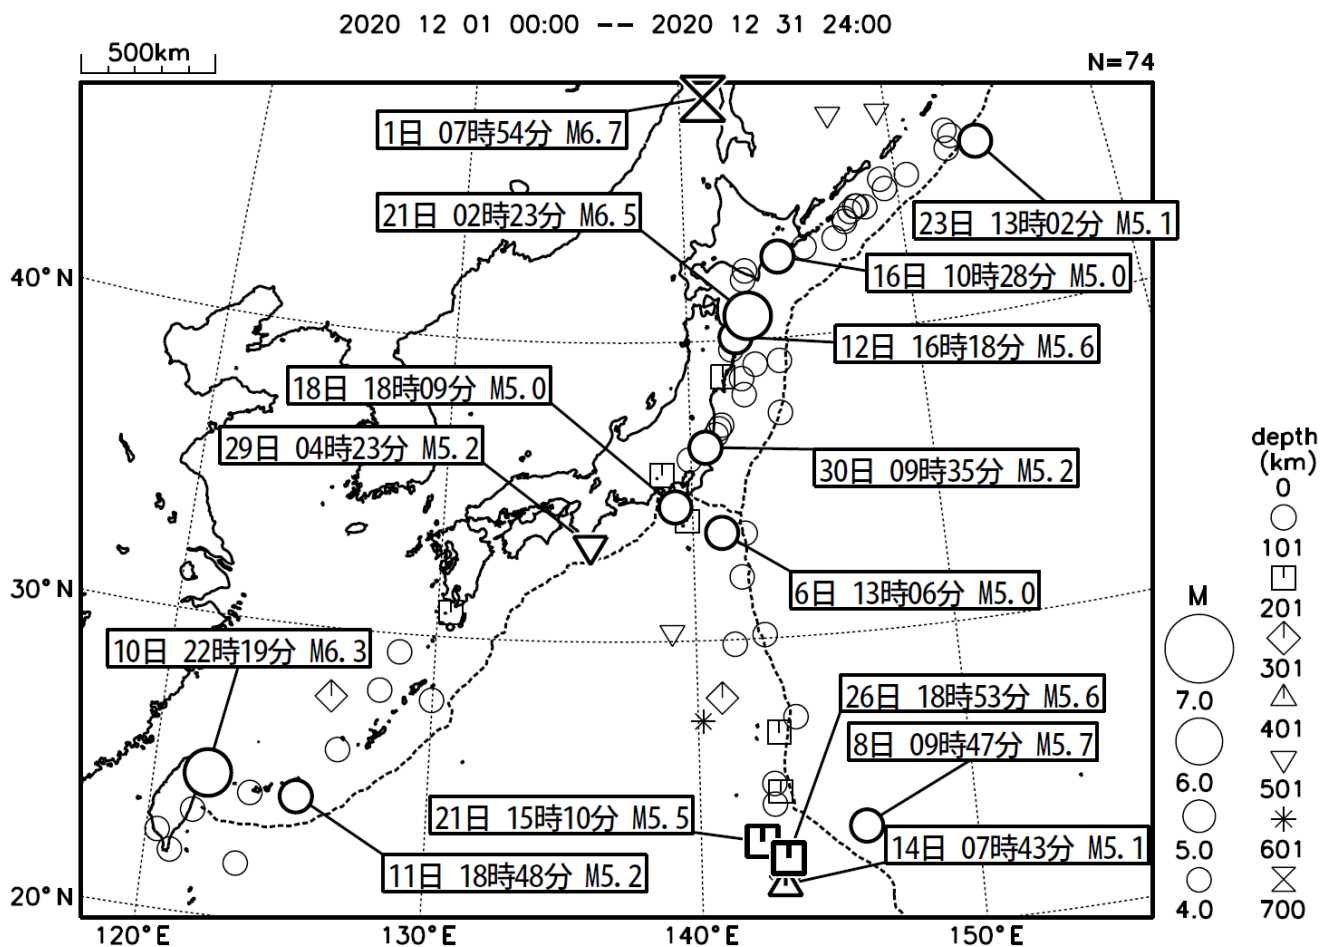 2020 12 01 00:00 -- 2020 12 31 24:00
500km
N=74
1日 07時54分 M6.7
21日 02時23分 M6.5
23日 13時02分 M5.1
16日 10時28分 M5.0
40°N
12日 16時18分 M5.6
18日 18時09分 M5.0
29日 04時23分 M5.2
30日 09時35分 M5.2
6日 13時06分 M5.0
30°N
10日 22時19分 M6.3
26日 18時53分 M5.6
8日 09時47分 M5.7
21日 15時10分 M5.5
14日 07時43分 M5.1
11日 18時48分 M5.2
20°N
120°E
130°E
140°E
150°E
M
7.0
6.0
5.0
4.0
depth
(km)
0
101
201
301
401
501
601
700